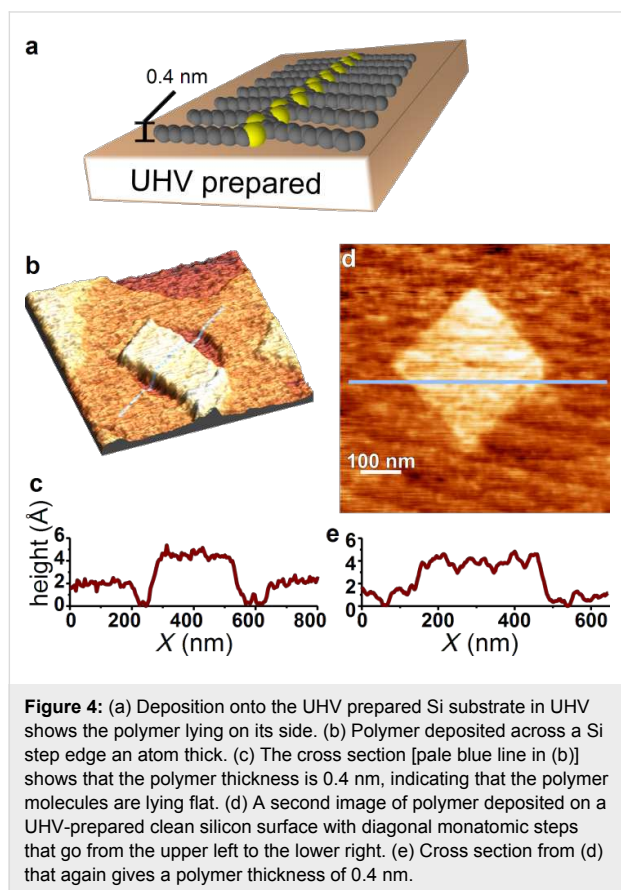 a
0.4 nm
UHV prepared
b
d
100 nm
c
height (Å)
6
4
2
0
0 200 400 600 800
X (nm)
e
6
4
2
0
0 200 400 600
X (nm)
Figure 4: (a) Deposition onto the UHV prepared Si substrate in UHV
shows the polymer lying on its side. (b) Polymer deposited across a Si
step edge an atom thick. (c) The cross section [pale blue line in (b)]
shows that the polymer thickness is 0.4 nm, indicating that the polymer
molecules are lying flat. (d) A second image of polymer deposited on a
UHV-prepared clean silicon surface with diagonal monatomic steps
that go from the upper left to the lower right. (e) Cross section from (d)
that again gives a polymer thickness of 0.4 nm.